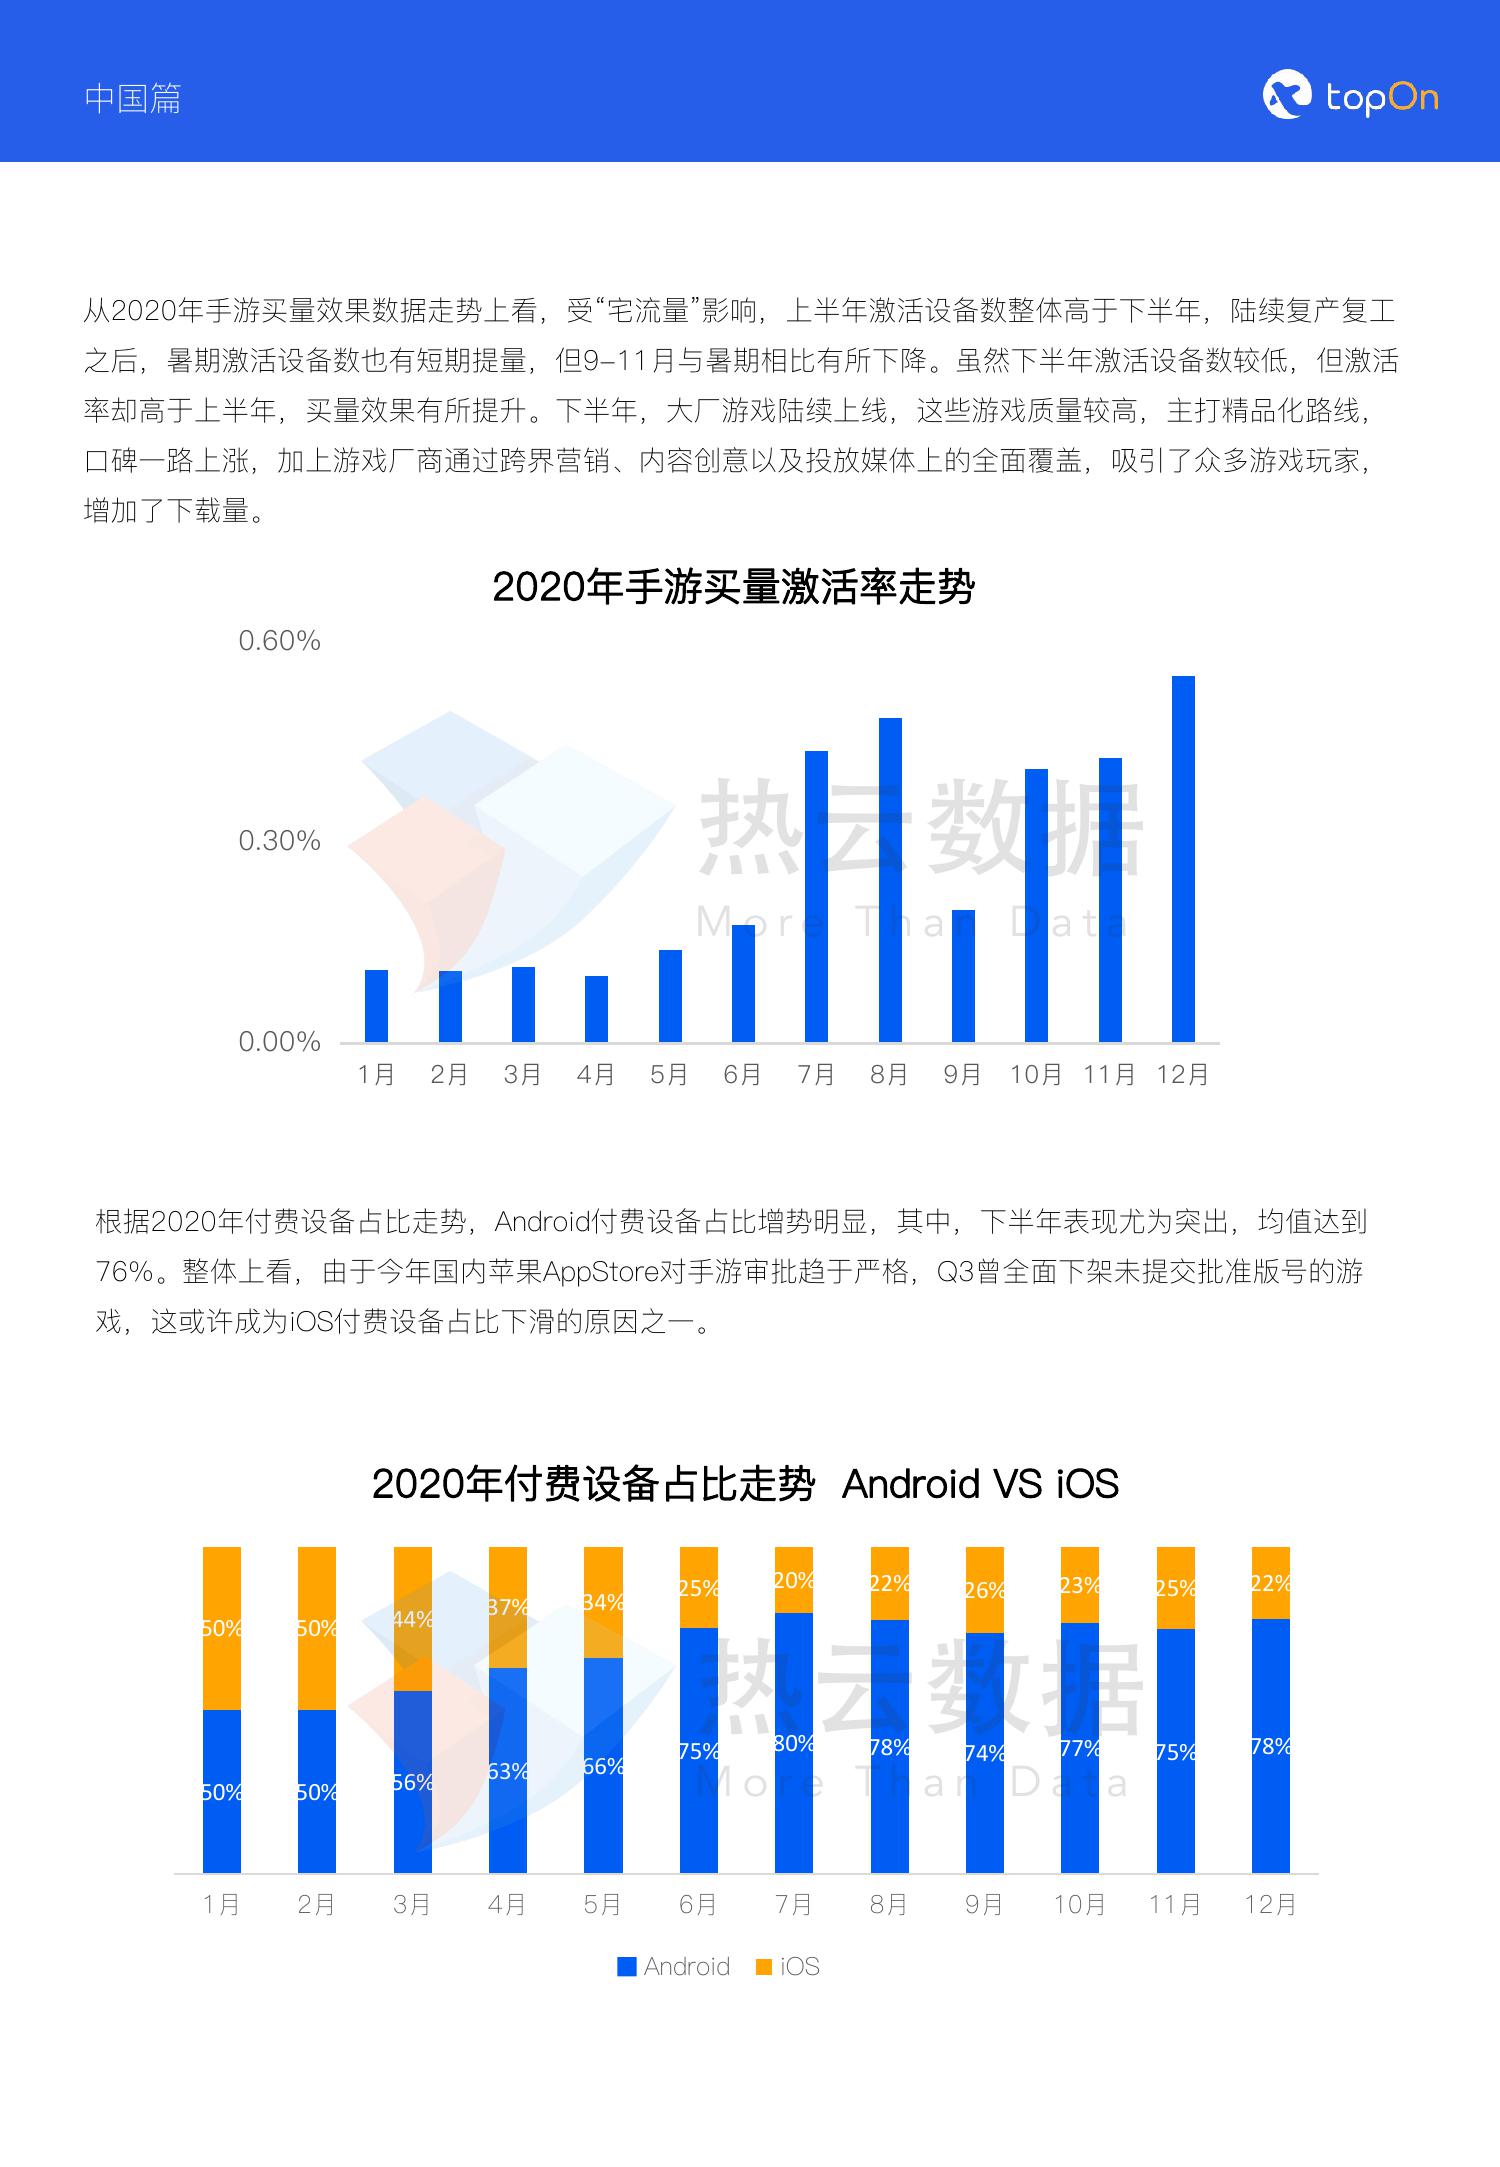 中国篇
topOn
从2020年手游买量效果数据走势上看，受“宅流量”影响，上半年激活设备数整体高于下半年，陆续复产复工
之后，暑期激活设备数也有短期提量，但9-11月与暑期相比有所下降。虽然下半年激活设备数较低，但激活
率却高于上半年，买量效果有所提升。下半年，大厂游戏陆续上线，这些游戏质量较高，主打精品化路线，
口碑一路上涨，加上游戏厂商通过跨界营销、内容创意以及投放媒体上的全面覆盖，吸引了众多游戏玩家，
增加了下载量。
2020年手游买量激活率走势
0.60%
0.30%
0.00%
热云数据
More Than Data
1月 2月 3月 4月 5月 6月 7月 8月 9月 10月 11月 12月
根据2020年付费设备占比走势，Android付费设备占比增势明显，其中，下半年表现尤为突出，均值达到
76%。整体上看，由于今年国内苹果AppStore对手游审批趋于严格，Q3曾全面下架未提交批准版号的游
戏，这或许成为iOS付费设备占比下滑的原因之一。
2020年付费设备占比走势 Android VS iOS
50% 50% 44% 37% 34% 25% 20% 22% 26% 23% 25% 22%
热云数据
More Than Data
50% 50% 56% 63% 66% 75% 80% 78% 74% 77% 75% 78%
1月 2月 3月 4月 5月 6月 7月 8月 9月 10月 11月 12月
Android iOS